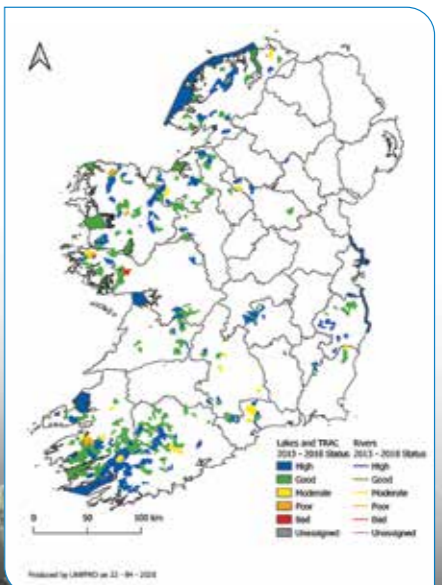 Lakes and TRAC
2013 - 2018 Status
High
Good
Moderate
Poor
Bad
Unassigned
Rivers
2013 - 2018 Status
High
Good
Moderate
Poor
Bad
Unassigned
0 50 100 km